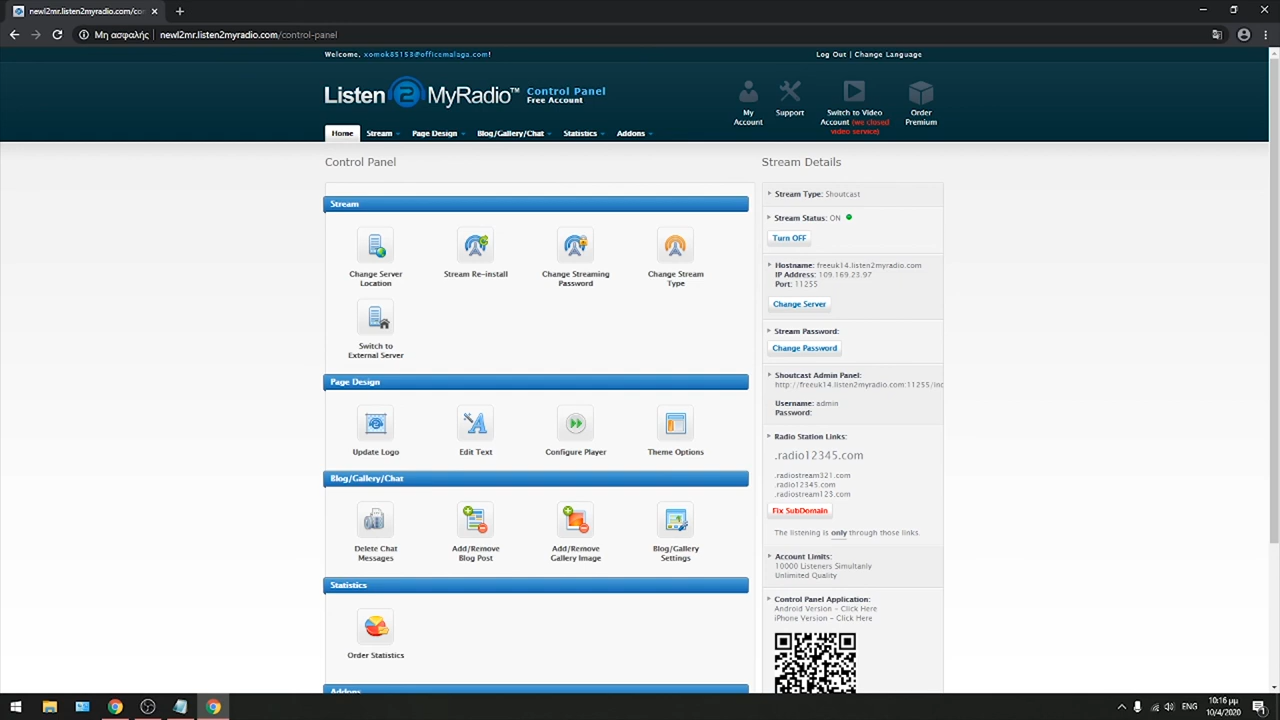 newl2mr.listen2myradio.com/co
Μη ασφαλής
newl2mr.listen2myradio.com/control-panel
Welcome, xomok85153@officemalaga.com!
Log Out | Change Language
Listen 2 MyRadio™
Control Panel
Free Account
My Account
Support
Switch to Video Account (we closed video service)
Order Premium
Home Stream Page Design Blog/Gallery/Chat Statistics Addons
Control Panel
Stream
Change Server Location
Stream Re-install
Change Streaming Password
Change Stream Type
Switch to External Server
Page Design
Update Logo
Edit Text
Configure Player
Theme Options
Blog/Gallery/Chat
Delete Chat Messages
Add/Remove Blog Post
Add/Remove Gallery Image
Blog/Gallery Settings
Statistics
Order Statistics
Addons
Stream Details
Stream Type: Shoutcast
Stream Status: ON
Turn OFF
Hostname: freeuk14.listen2myradio.com
IP Address: 109.169.23.97
Port: 11255
Change Server
Stream Password:
Change Password
Shoutcast Admin Panel:
http://freeuk14.listen2myradio.com:11255/inc
Username: admin
Password:
Radio Station Links:
.radio12345.com
.radiostream321.com
.radio12345.com
.radiostream123.com
Fix SubDomain
The listening is only through those links.
Account Limits:
10000 Listeners Simultanly
Unlimited Quality
Control Panel Application:
Android Version - Click Here
iPhone Version - Click Here
10:16 μμ
10/4/2020